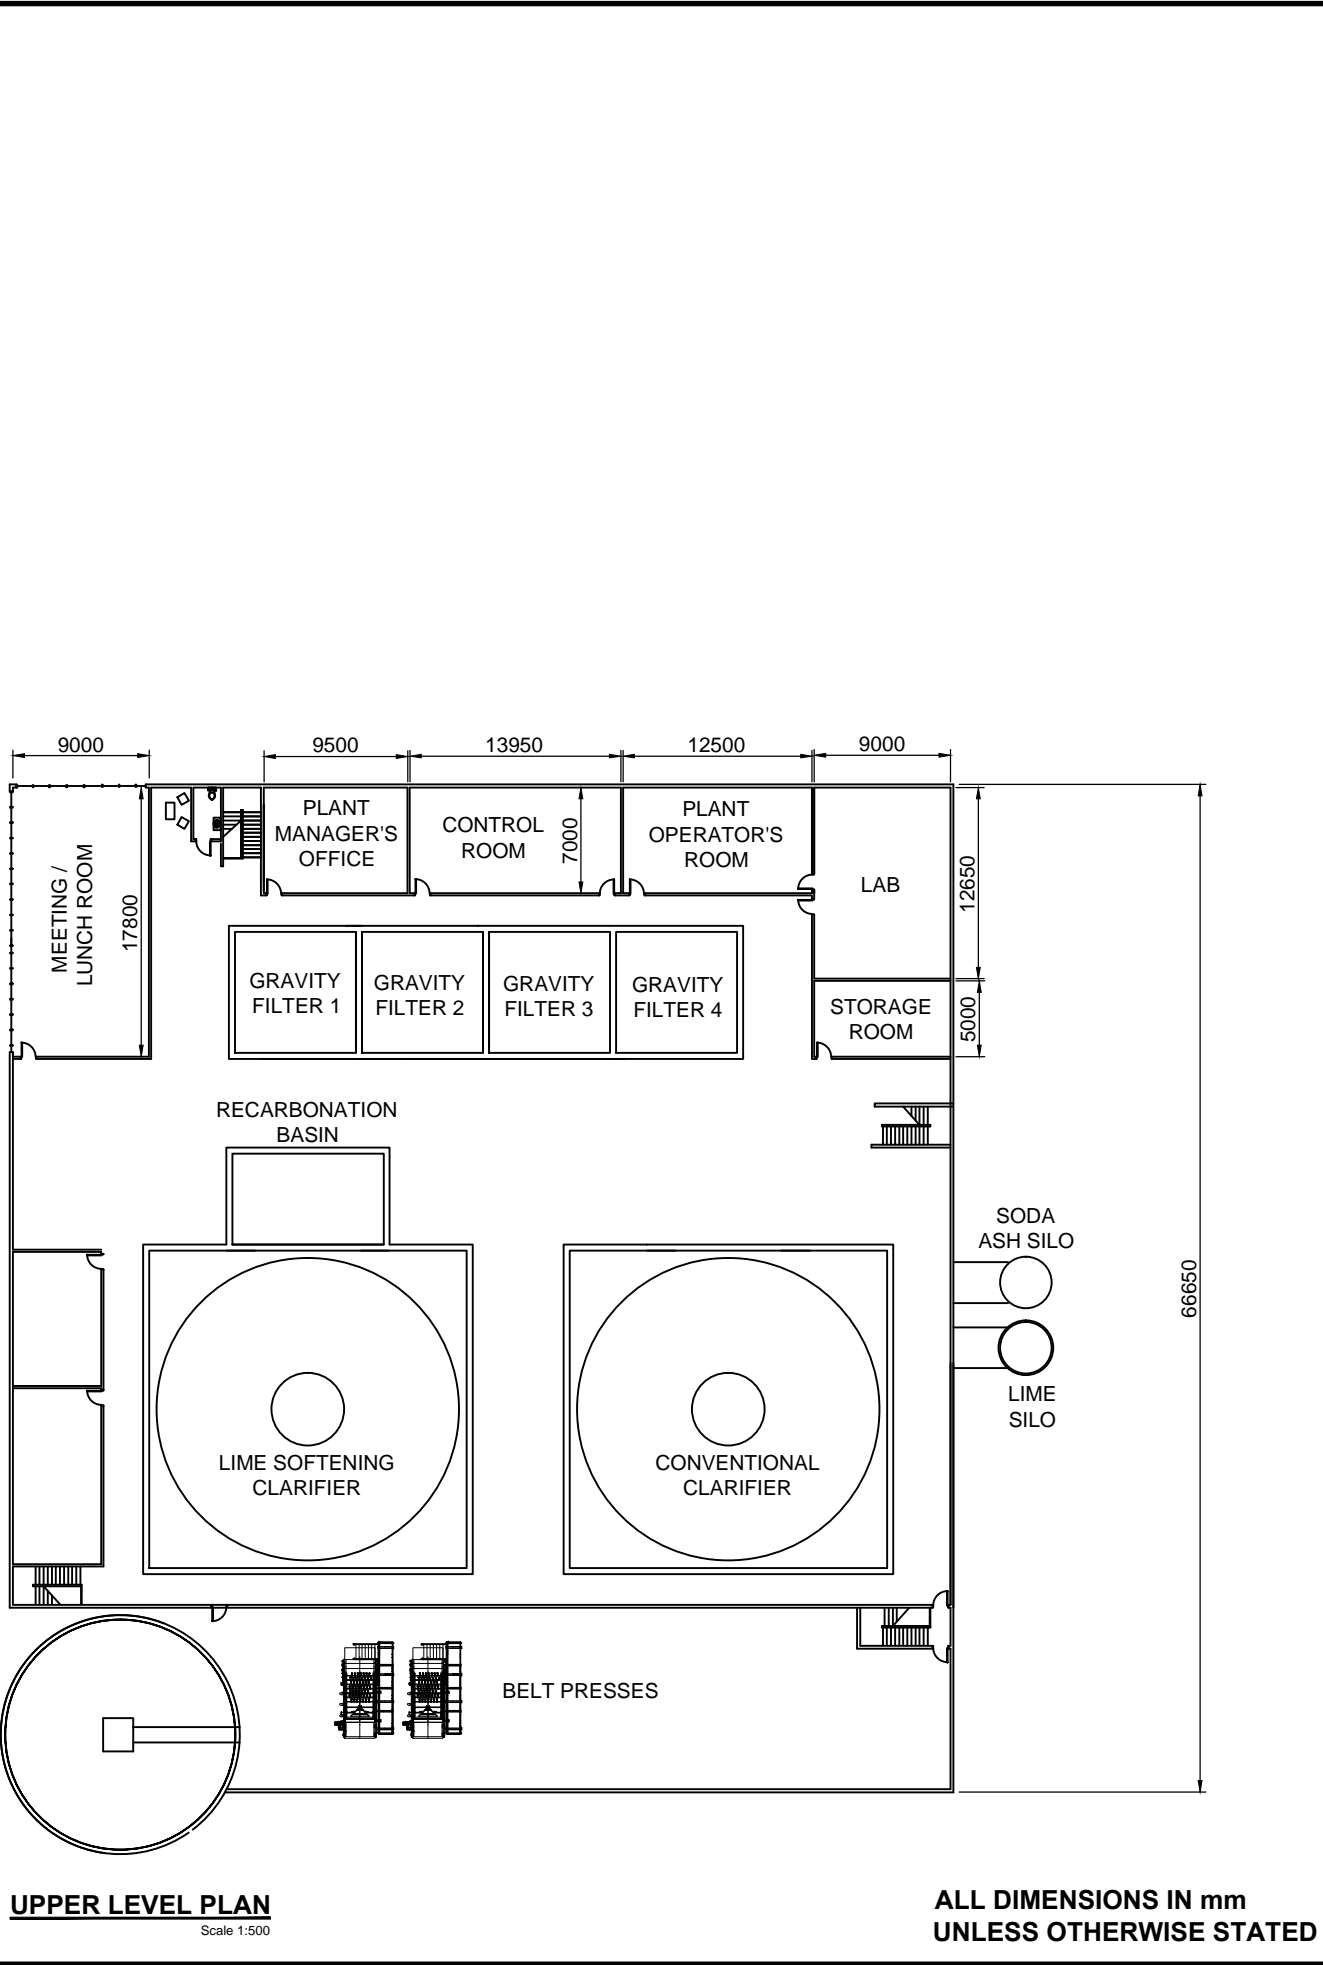 9000
9500
13950
12500
9000
PLANT
MANAGER'S
OFFICE
CONTROL
ROOM
7000
PLANT
OPERATOR'S
ROOM
LAB
12650
MEETING /
LUNCH ROOM
17800
GRAVITY
FILTER 1
GRAVITY
FILTER 2
GRAVITY
FILTER 3
GRAVITY
FILTER 4
STORAGE
ROOM
5000
RECARBONATION
BASIN
SODA
ASH SILO
66650
LIME
SILO
LIME SOFTENING
CLARIFIER
CONVENTIONAL
CLARIFIER
BELT PRESSES
UPPER LEVEL PLAN
Scale 1:500
ALL DIMENSIONS IN mm
UNLESS OTHERWISE STATED